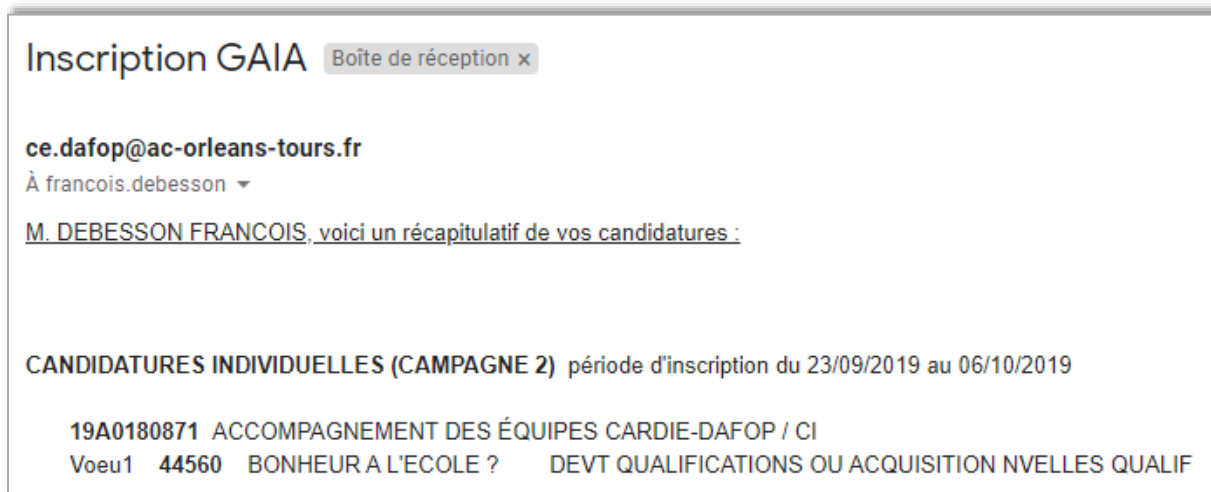 Inscription GAIA Boîte de réception x
ce.dafop@ac-orleans-tours.fr
À francois.debesson
M. DEBESSON FRANCOIS, voici un récapitulatif de vos candidatures :
CANDIDATURES INDIVIDUELLES (CAMPAGNE 2) période d'inscription du 23/09/2019 au 06/10/2019
19A0180871 ACCOMPAGNEMENT DES ÉQUIPES CARDIE-DAFOP / CI
Voeu1 44560 BONHEUR A L'ECOLE ? DEVT QUALIFICATIONS OU ACQUISITION NVELLES QUALIF